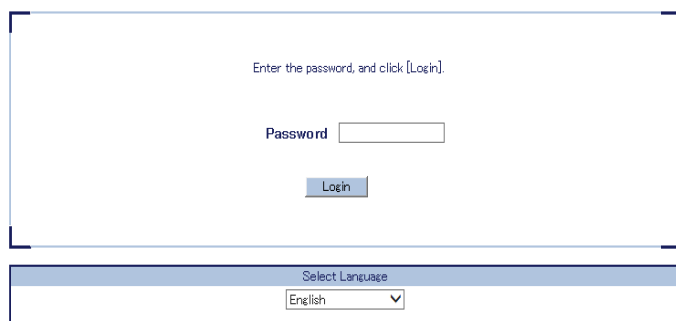 Enter the password, and click [Login].
Password
Login
Select Language
English